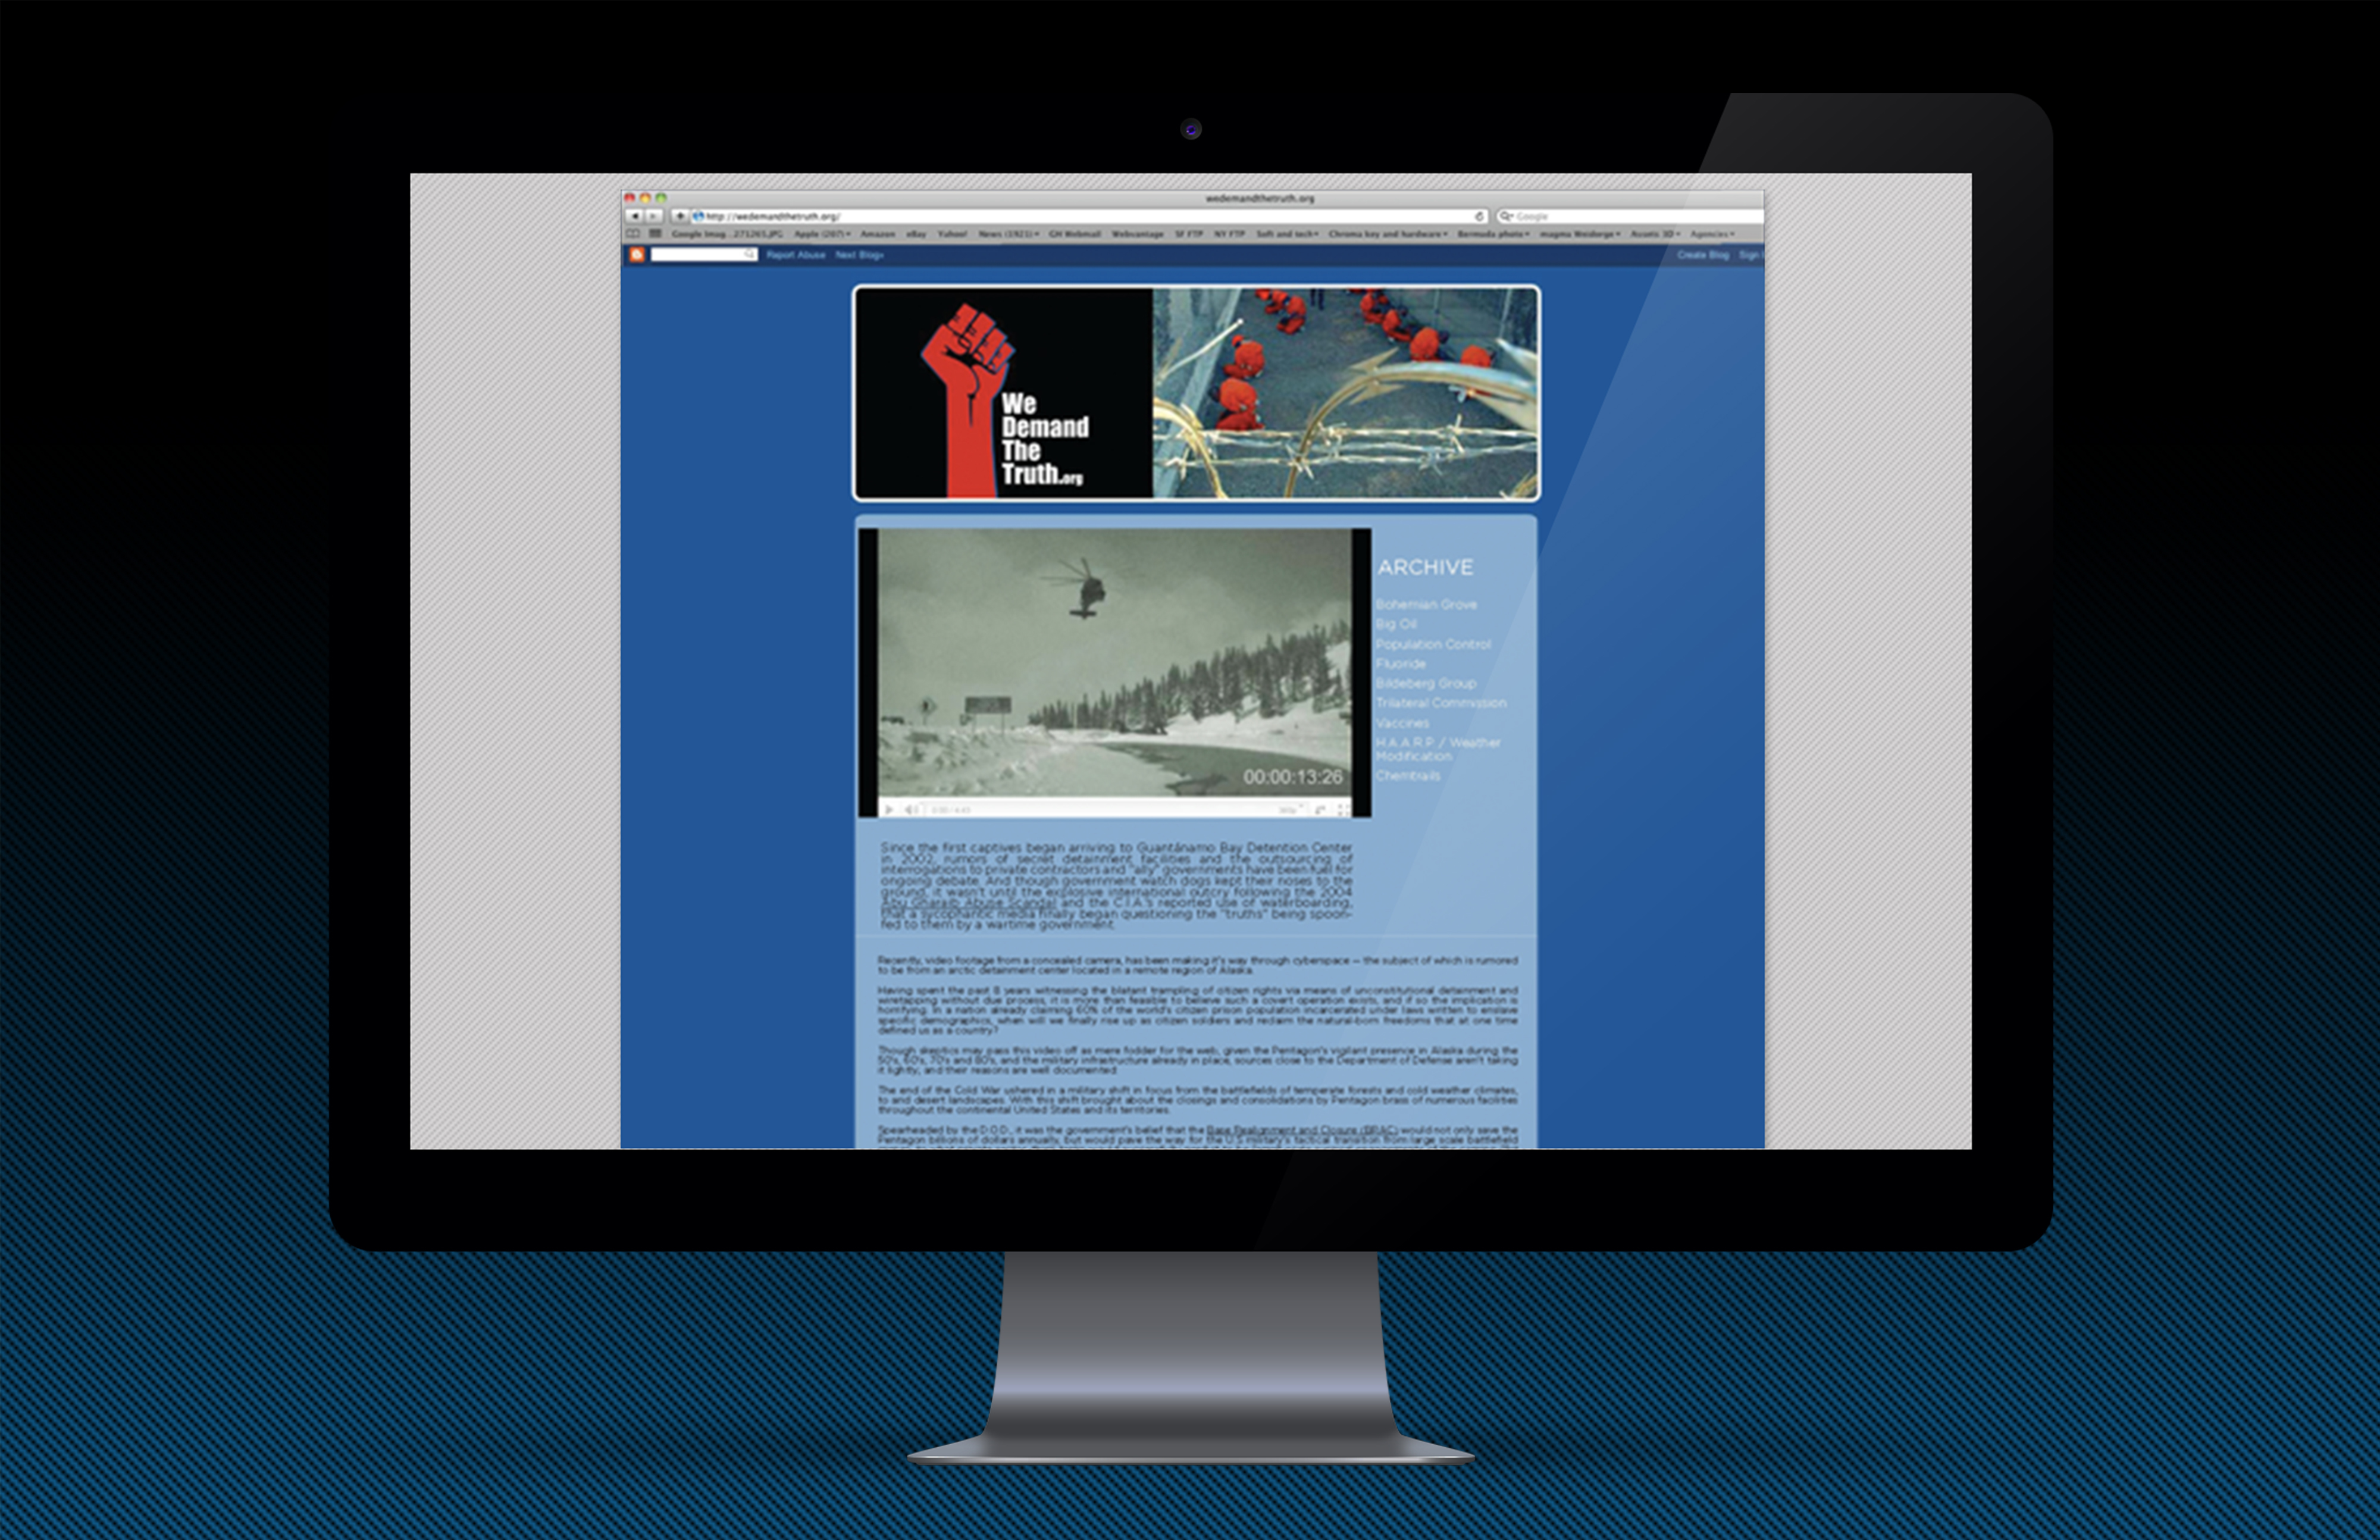 wedemandthetruth.org
http://wedemandthetruth.org/
Google
Google Imag...271265.JPG Apple (207) Amazon eBay Yahoo! News (1921) GH Webmail Webvantage SF FTP NY FTP Soft and tech Chroma key and hardware Bermuda photo magma Weidorge Assets 3D Agencies
Report Abuse Next Blog»
Create Blog Sign
We
Demand
The
Truth.org
ARCHIVE
Bohemian Grove
Big Oil
Population Control
Fluoride
Bildeberg Group
Trilateral Commission
Vaccines
H.A.A.R.P. / Weather
Modification
Chemtrails
00:00:13:26
Since the first captives began arriving to Guantánamo Bay Detention Center
in 2002, rumors of secret detainment facilities and the outsourcing of
interrogations to private contractors and "ally" governments have been fuel for
ongoing debate. And though government watch dogs kept their noses to the
ground, it wasn't until the explosive international outcry following the 2004
Abu Gharaib Abuse Scandal and the C.I.A.'s reported use of waterboarding,
that a sycophantic media finally began questioning the "truths" being spoon-
fed to them by a wartime government.
Recently, video footage from a concealed camera, has been making it's way through cyberspace — the subject of which is rumored
to be from an arctic detainment center located in a remote region of Alaska.
Having spent the past 8 years witnessing the blatant trampling of citizen rights via means of unconstitutional detainment and
wiretapping without due process, it is more than feasible to believe such a covert operation exists, and if so the implication is
horrifying. In a nation already claiming 60% of the world's citizen prison population incarcerated under laws written to enslave
specific demographics, when will we finally rise up as citizen soldiers and reclaim the natural-born freedoms that at one time
defined us as a country?
Though skeptics may pass this video off as mere fodder for the web, given the Pentagon's vigilant presence in Alaska during the
50's, 60's, 70's and 80's, and the military infrastructure already in place, sources close to the Department of Defense aren't taking
it lightly; and their reasons are well documented.
The end of the Cold War ushered in a military shift in focus from the battlefields of temperate forests and cold weather climates,
to arid desert landscapes. With this shift brought about the closings and consolidations by Pentagon brass of numerous facilities
throughout the continental United States and its territories.
Spearheaded by the D.O.D., it was the government's belief that the Base Realignment and Closure (BRAC) would not only save the
Pentagon billions of dollars annually, but would pave the way for the U.S military's tactical transition from large scale battlefield